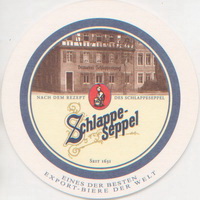 NACH DEM REZEPT DES SCHLAPPESEPPEL
Schlappe-
Seppel
Seit 1631
EINES DER BESTEN
EXPORT-BIERE DER WELT